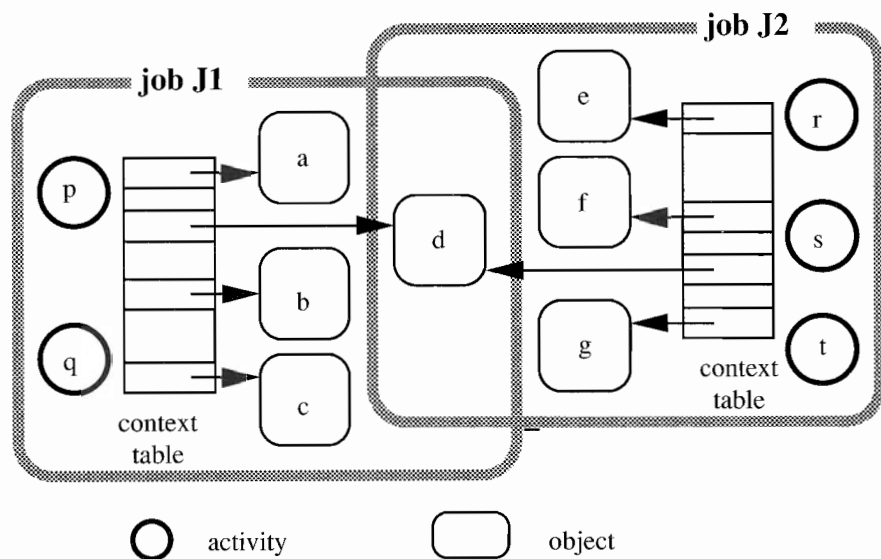 job J2
job J1
e
r
a
p
f
d
s
b
g
t
q
c
context
table
context
table
activity
object